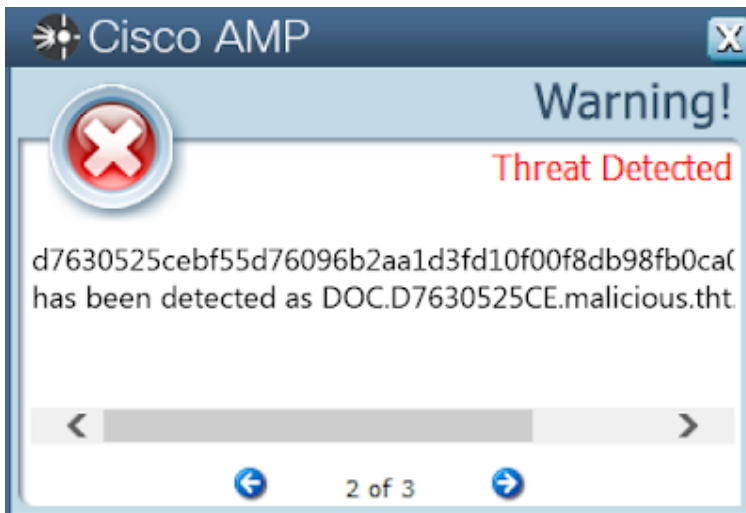 Cisco AMP
X
Warning!
Threat Detected
d7630525cebf55d76096b2aa1d3fd10f00f8db98fb0ca(
has been detected as DOC.D7630525CE.malicious.tht.
2 of 3